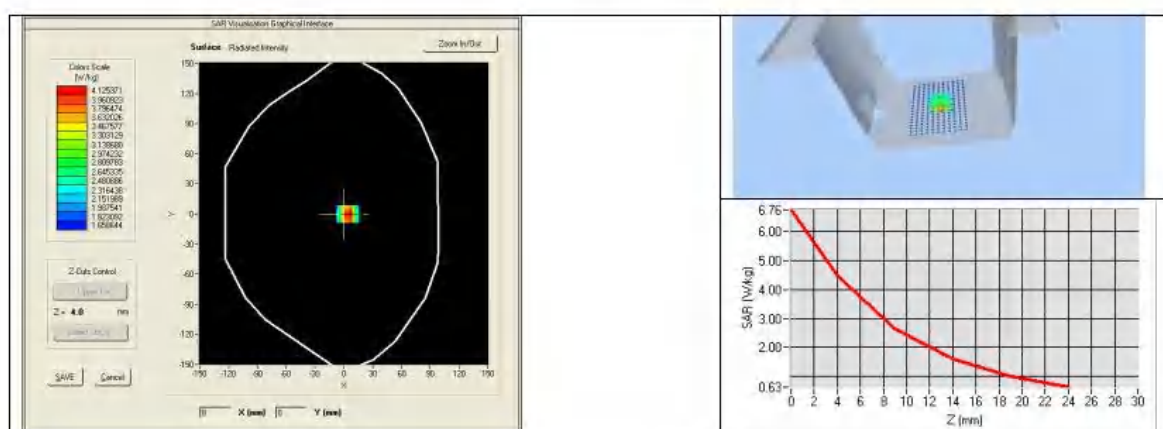 SAR Visualisation Graphical Interface
Surface Radiated Intensity
Zoom In/Out
Colors Scale
(W/kg)
4.125371
3.960923
3.796474
3.632026
3.467577
3.303129
3.138680
2.974232
2.809783
2.645335
2.480886
2.316438
2.151989
1.987541
1.823092
1.658644
Z-Cuts Control
Z = 4.0 mm
SAVE Cancel
150
120
90
60
30
Y 0
-30
-60
-90
-120
-150
-150 -120 -90 -60 -30 0 30 60 90 120 150
X
X (mm) Y (mm)
6.76
6.00
5.00
4.00
3.00
2.00
0.63
SAR (W/kg)
0 2 4 6 8 10 12 14 16 18 20 22 24 26 28 30
Z (mm)